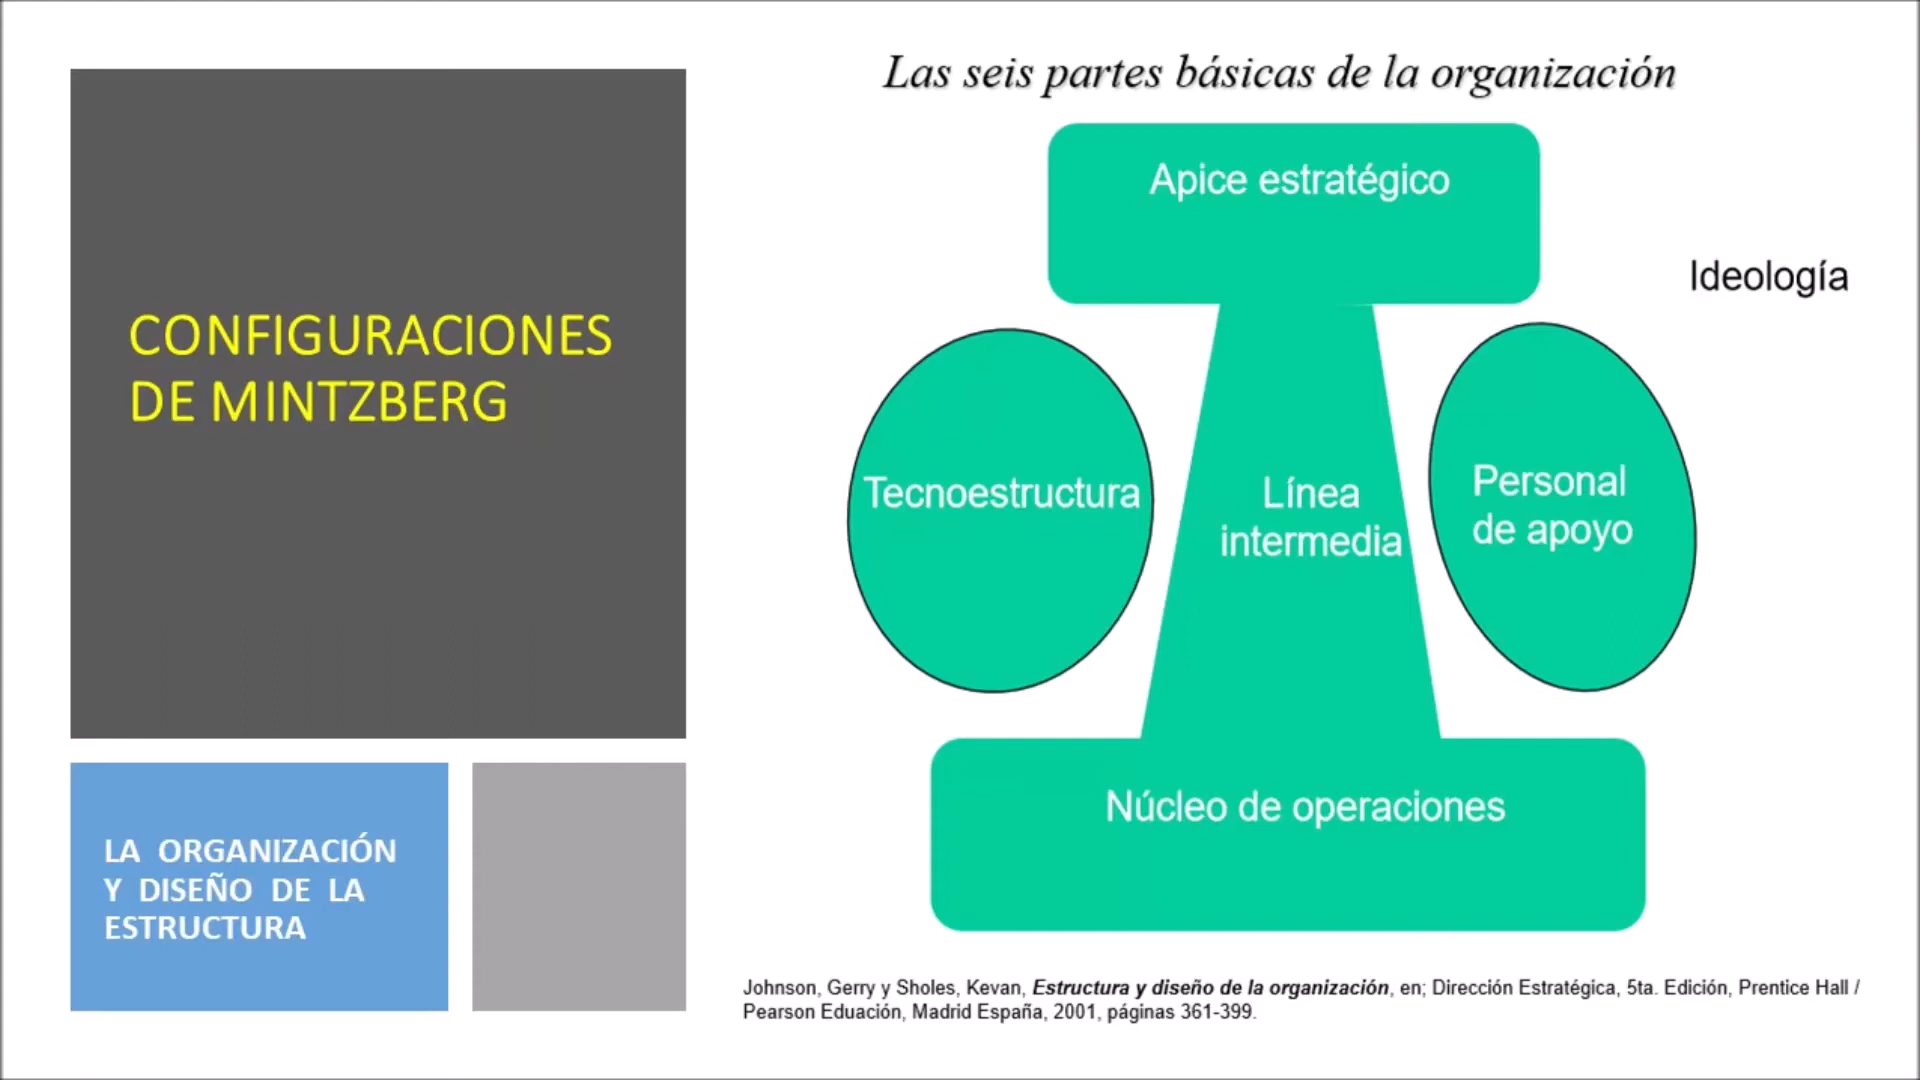 CONFIGURACIONES
DE MINTZBERG
LA ORGANIZACIÓN
Y DISEÑO DE LA
ESTRUCTURA
Las seis partes básicas de la organización
Apice estratégico
Ideología
Tecnoestructura
Línea
intermedia
Personal
de apoyo
Núcleo de operaciones
Johnson, Gerry y Sholes, Kevan, Estructura y diseño de la organización, en; Dirección Estratégica, 5ta. Edición, Prentice Hall /
Pearson Eduación, Madrid España, 2001, páginas 361-399.